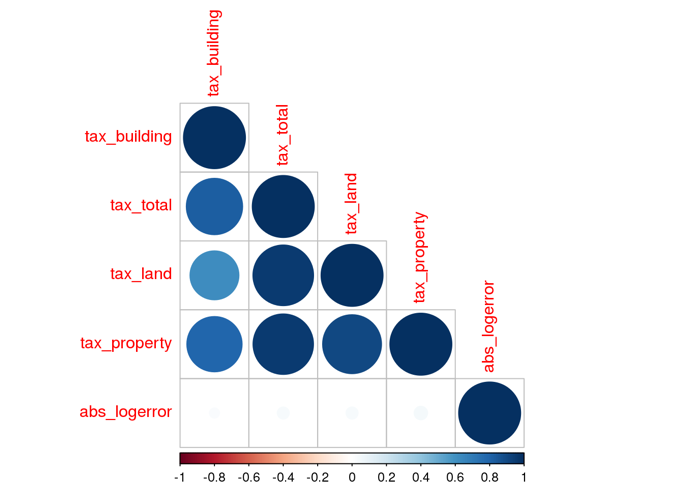 tax_building
tax_total
tax_land
tax_property
abs_logerror
tax_building
tax_total
tax_land
tax_property
abs_logerror
-1 -0.8 -0.6 -0.4 -0.2 0 0.2 0.4 0.6 0.8 1